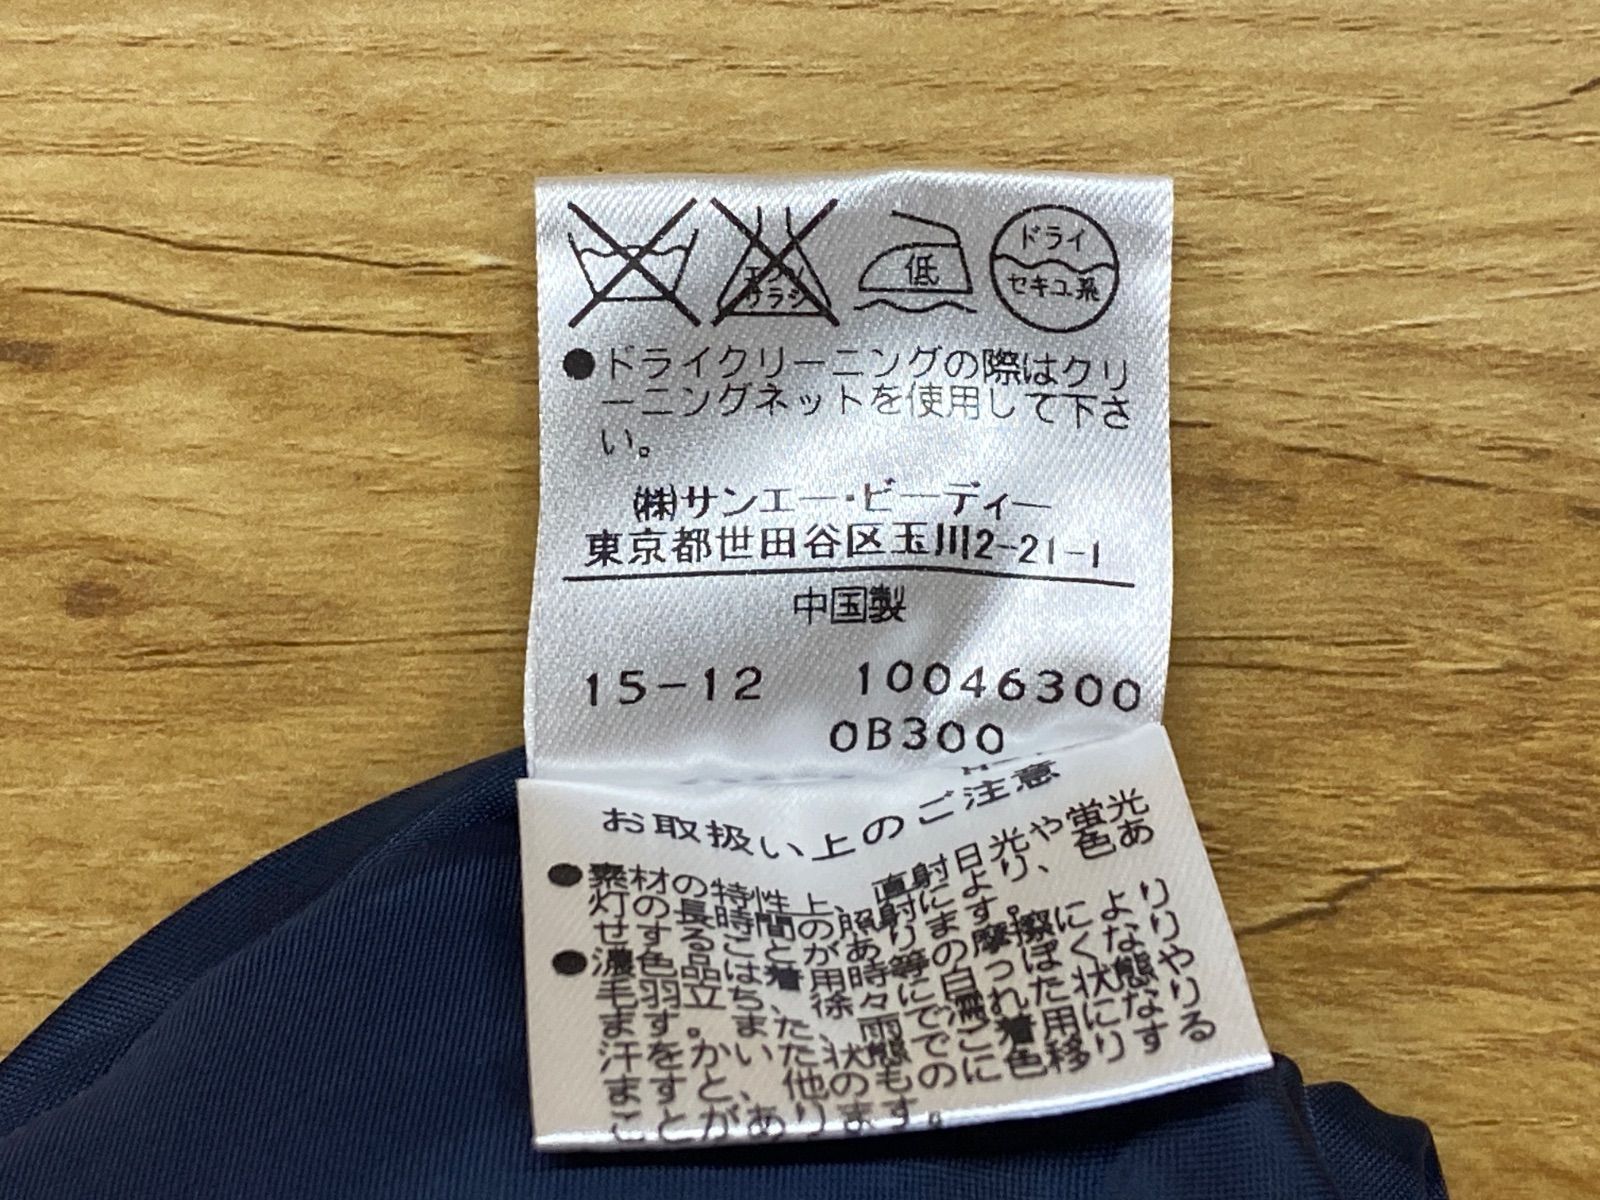 エンソ
サラシ
低
ドライ
セキユ系
●ドライクリーニングの際はクリ
ーニングネットを使用して下さ
い。
(株)サンエー・ビーディー
東京都世田谷区玉川2-21-1
中国製
15-12 10046300
0B300
お取扱い上のご注意
●素材の特性上、直射日光や蛍光
灯の長時間の照射により、色あ
せすることがあります。
●濃色品は着用時等の摩擦により
毛羽立ち、徐々に白っぽくなり
ます。また、雨で濡れた状態や
汗をかいた状態でご着用になり
ますと、他のものに色移りする
ことがあります。